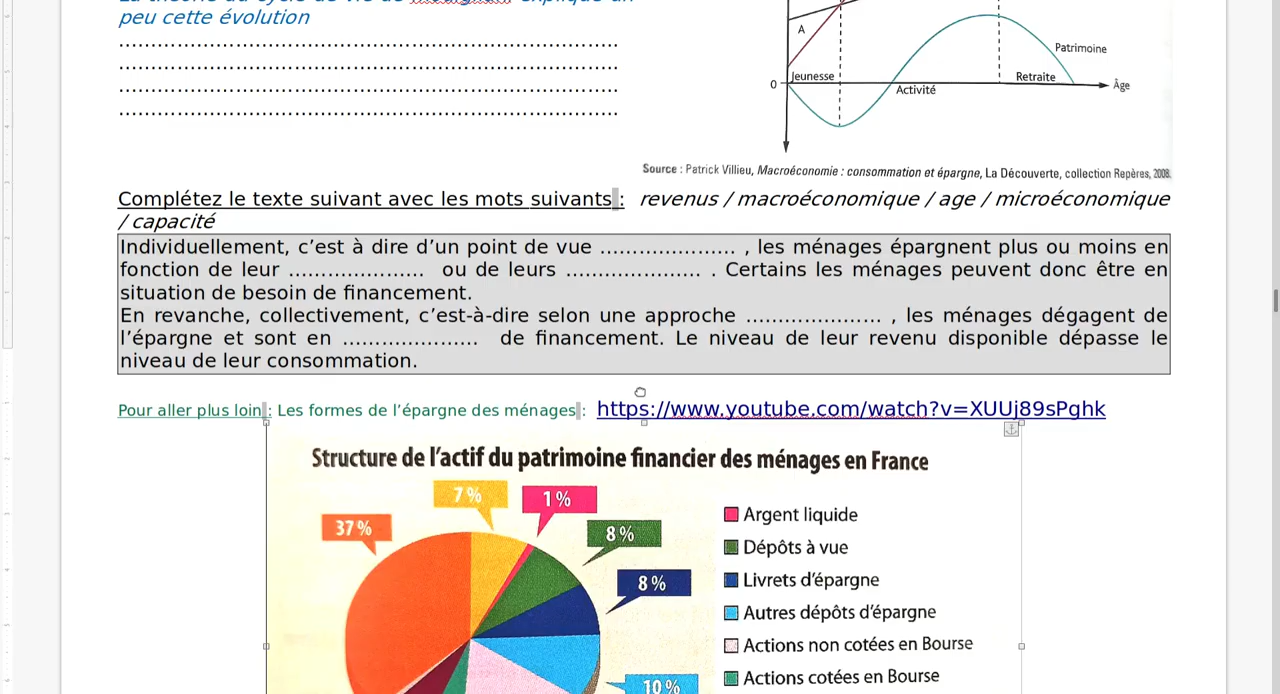 peu cette évolution
A
Patrimoine
Jeunesse
Retraite
0
Activité
Âge
Source : Patrick Villieu, Macroéconomie : consommation et épargne, La Découverte, collection Repères, 2008.
Complétez le texte suivant avec les mots suivants : revenus / macroéconomique / age / microéconomique
/ capacité
Individuellement, c’est à dire d’un point de vue ………………… , les ménages épargnent plus ou moins en
fonction de leur ………………… ou de leurs ………………… . Certains les ménages peuvent donc être en
situation de besoin de financement.
En revanche, collectivement, c’est-à-dire selon une approche ………………… , les ménages dégagent de
l’épargne et sont en ………………… de financement. Le niveau de leur revenu disponible dépasse le
niveau de leur consommation.
Pour aller plus loin : Les formes de l’épargne des ménages : https://www.youtube.com/watch?v=XUUj89sPghk
Structure de l’actif du patrimoine financier des ménages en France
7 %
1 %
37 %
8 %
8 %
10 %
Argent liquide
Dépôts à vue
Livrets d’épargne
Autres dépôts d’épargne
Actions non cotées en Bourse
Actions cotées en Bourse